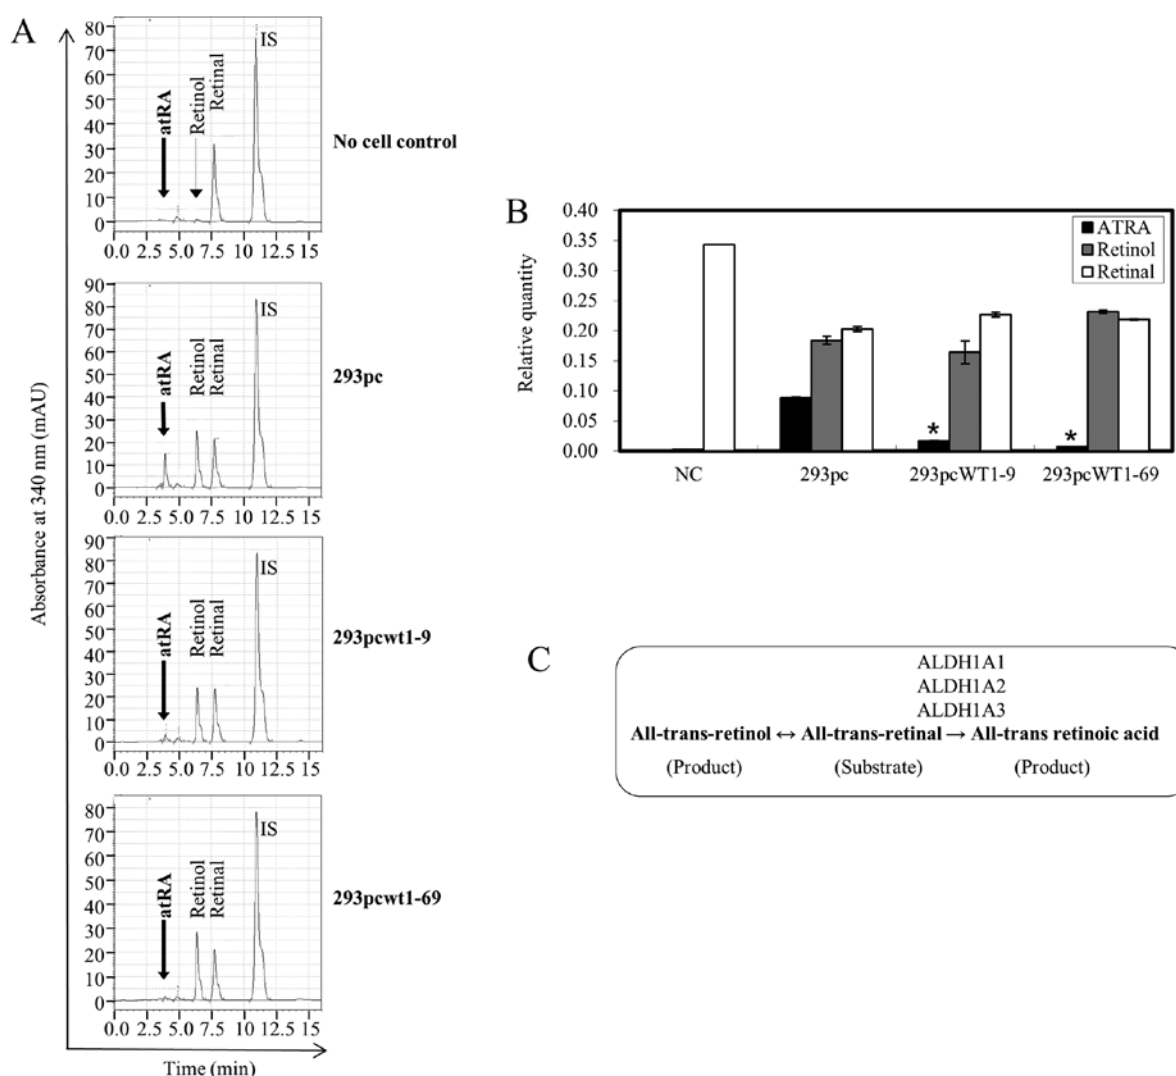 A
Absorbance at 340 nm (mAU)
Time (min)
80
70
60
50
40
30
20
10
0
0.0 2.5 5.0 7.5 10 12.5 15
atRA
Retinol
Retinal
IS
No cell control
90
80
70
60
50
40
30
20
10
0
0.0 2.5 5.0 7.5 10 12.5 15
atRA
Retinol
Retinal
IS
293pc
90
80
70
60
50
40
30
20
10
0
0.0 2.5 5.0 7.5 10 12.5 15
atRA
Retinol
Retinal
IS
293pcwt1-9
80
70
60
50
40
30
20
10
0
0.0 2.5 5.0 7.5 10 12.5 15
atRA
Retinol
Retinal
IS
293pcwt1-69
B
Relative quantity
0.40
0.35
0.30
0.25
0.20
0.15
0.10
0.05
0.00
ATRA
Retinol
Retinal
*
*
NC 293pc 293pcWT1-9 293pcWT1-69
C
ALDH1A1
ALDH1A2
ALDH1A3
All-trans-retinol ↔ All-trans-retinal → All-trans retinoic acid
(Product) (Substrate) (Product)